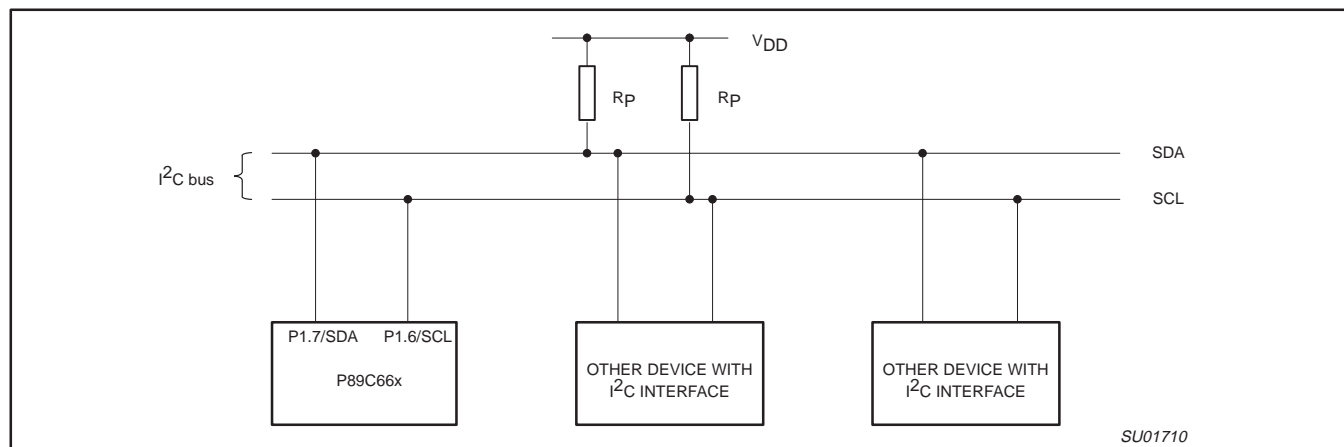 VDD
RP
RP
SDA
I2C bus
SCL
P1.7/SDA
P1.6/SCL
P89C66x
OTHER DEVICE WITH
I2C INTERFACE
OTHER DEVICE WITH
I2C INTERFACE
SU01710